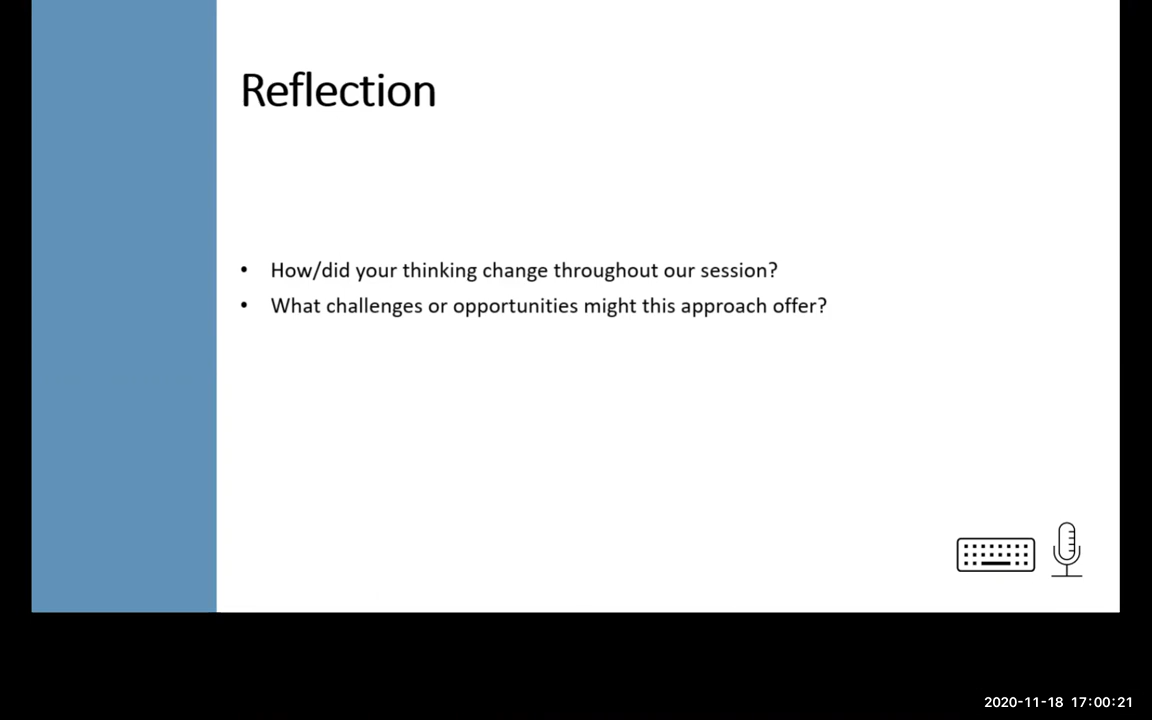 Reflection
• How/did your thinking change throughout our session?
• What challenges or opportunities might this approach offer?
2020-11-18 17:00:21